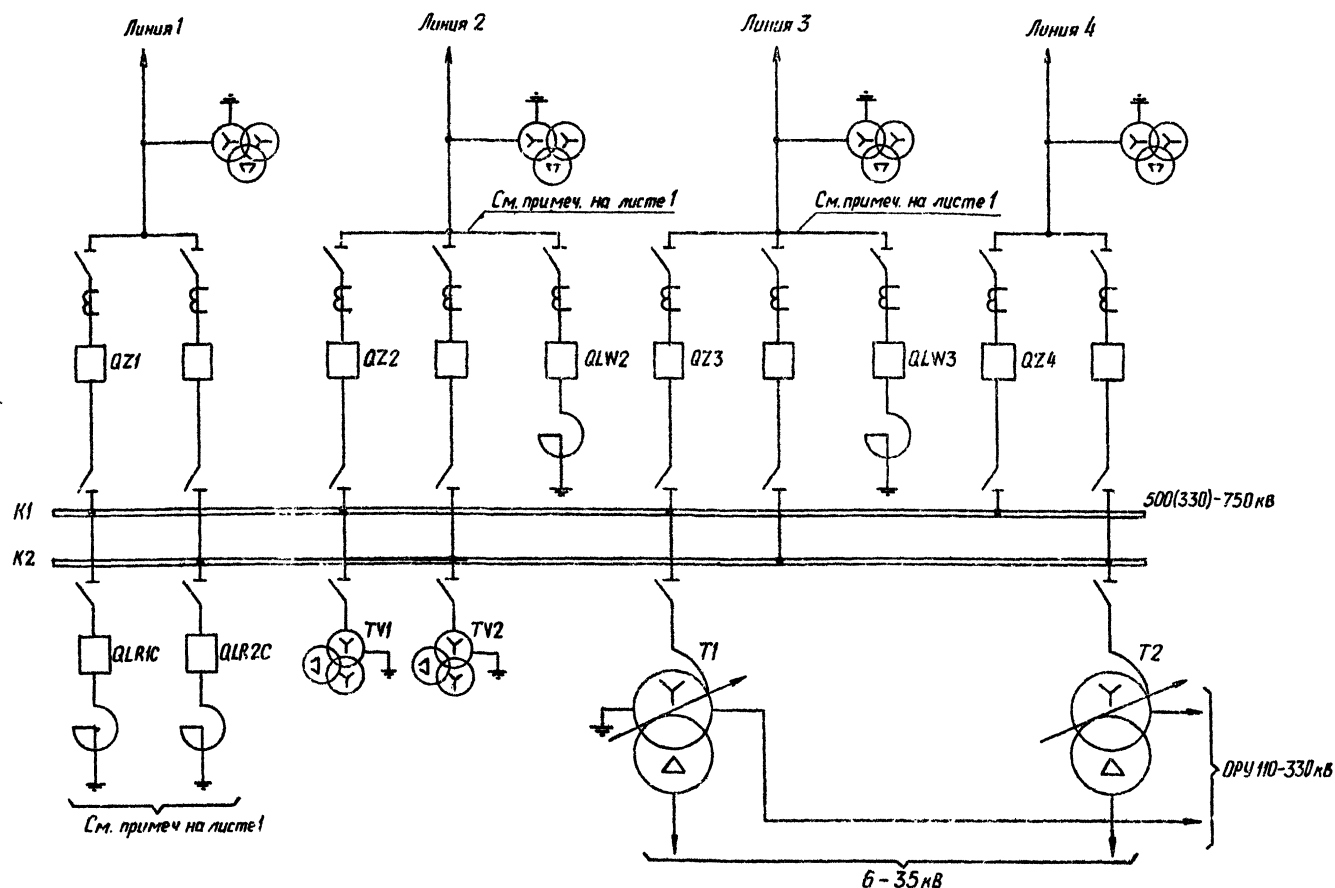 Линия 1
Линия 2
Линия 3
Линия 4
См. примеч. на листе 1
См. примеч. на листе 1
QZ1
QZ2
QLW2
QZ3
QLW3
QZ4
К1
500(330)-750кв
К2
QLR1C
QLR2C
TV1
TV2
T1
T2
ОРУ 110-330кв
См. примеч на листе 1
6-35кв